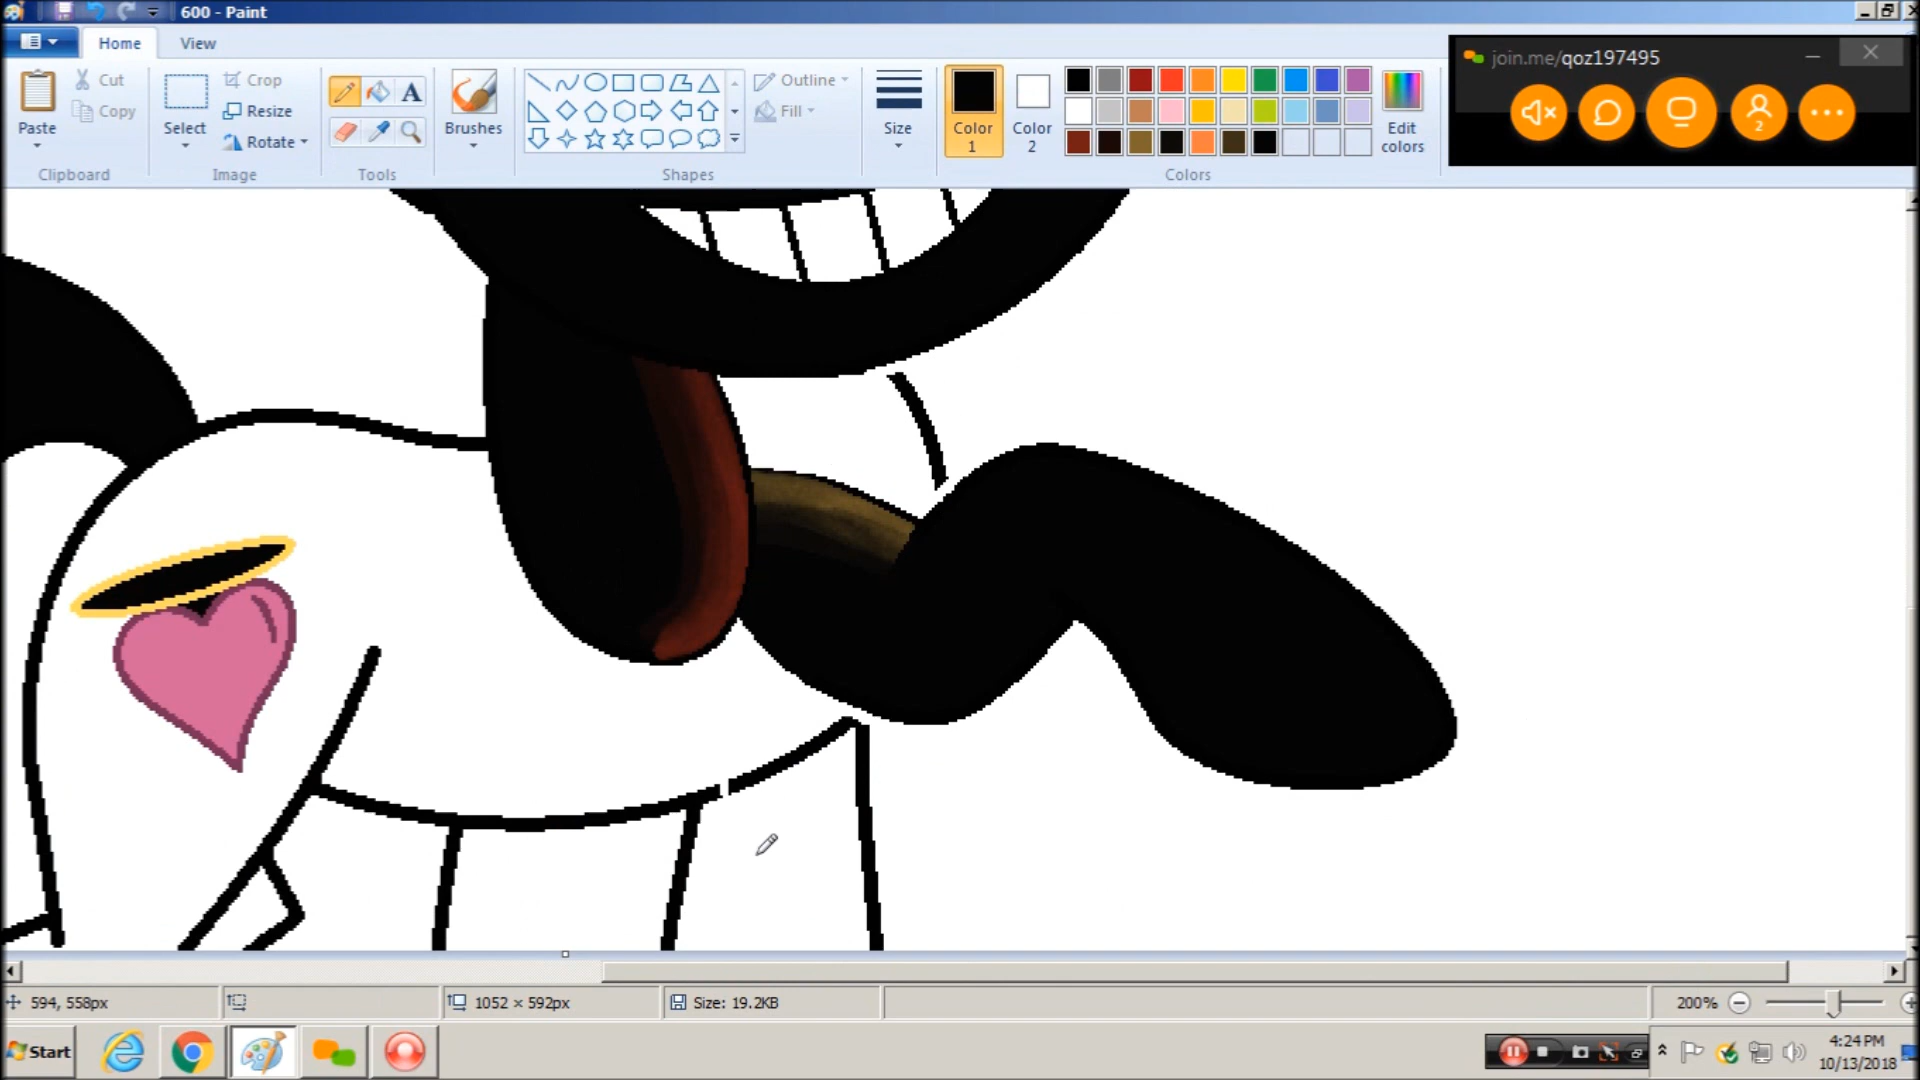 600 - Paint
Home View
join.me/qoz197495
Cut
Copy
Paste
Clipboard
Crop
Resize
Rotate
Select
Image
A
Tools
Brushes
Outline
Fill
Shapes
Size
Color
1
Color
2
Edit
colors
Colors
2
594, 558px
1052 × 592px
Size: 19.2KB
200%
Start
4:24 PM
10/13/2018